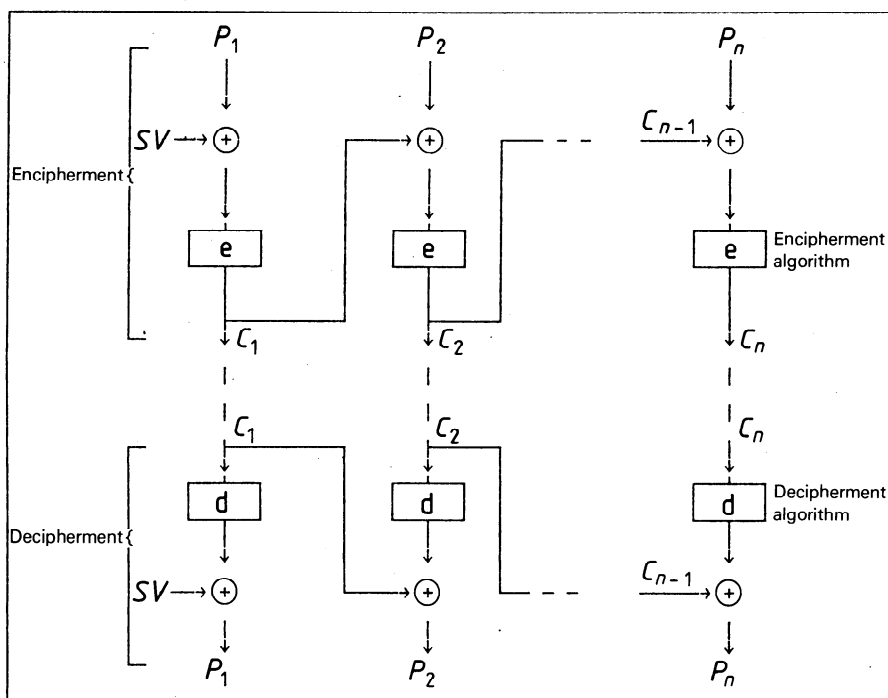 P1 P2 Pn
SV + + Cn-1 +
Encipherment {
e e e Encipherment
algorithm
C1 C2 Cn
C1 C2 Cn
d d d Decipherment
algorithm
Decipherment {
SV + + Cn-1 +
P1 P2 Pn